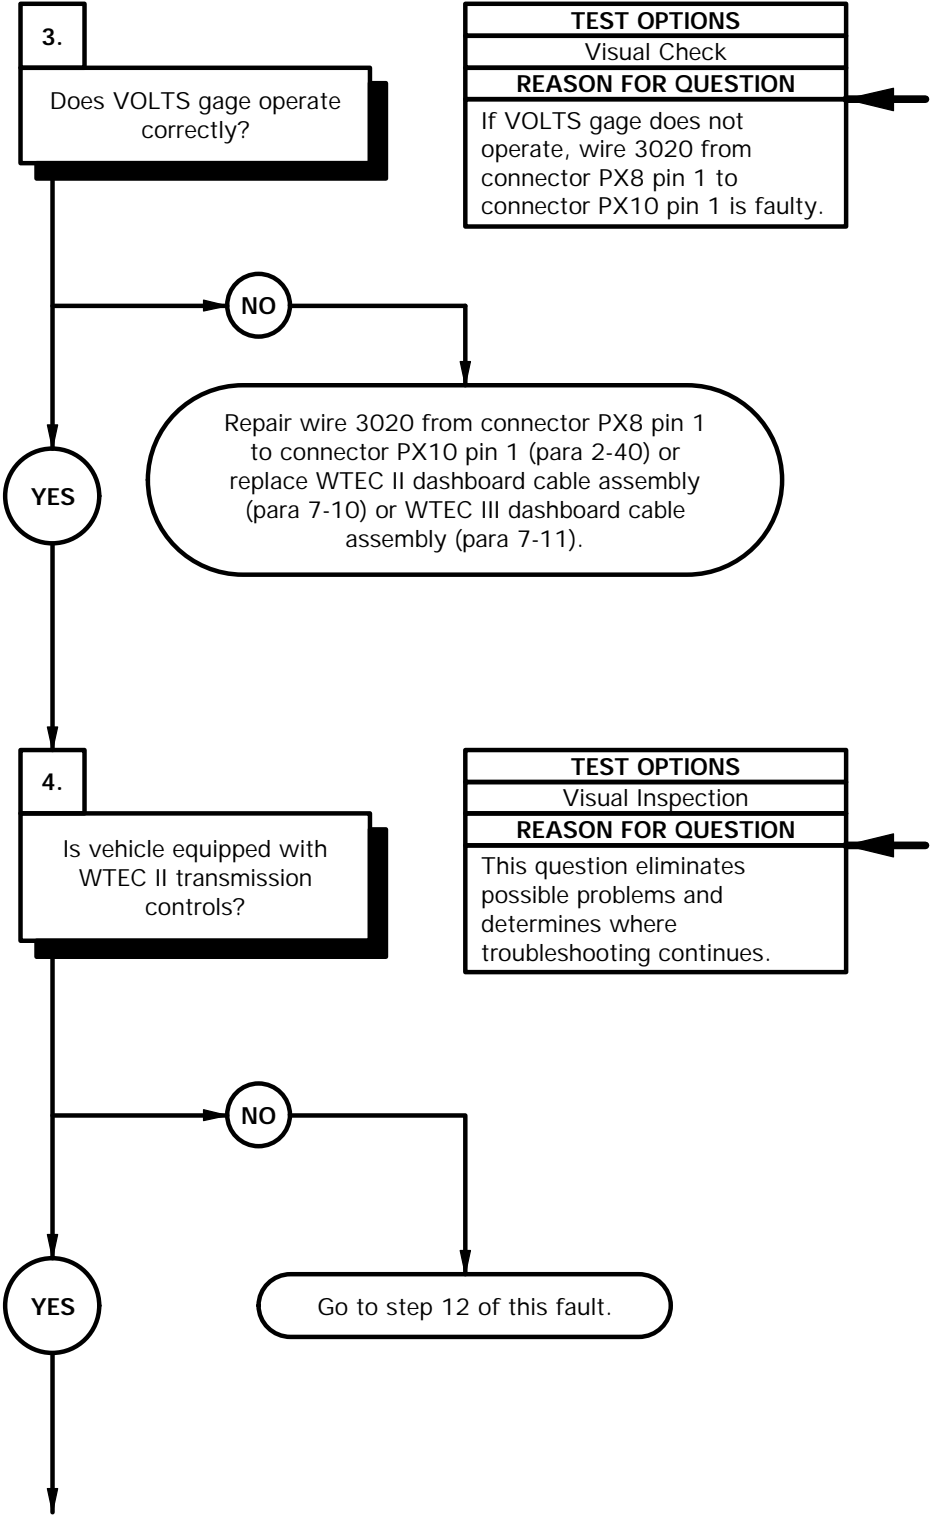 3.
Does VOLTS gage operate
correctly?
TEST OPTIONS
Visual Check
REASON FOR QUESTION
If VOLTS gage does not
operate, wire 3020 from
connector PX8 pin 1 to
connector PX10 pin 1 is faulty.
NO
Repair wire 3020 from connector PX8 pin 1
to connector PX10 pin 1 (para 2-40) or
replace WTEC II dashboard cable assembly
(para 7-10) or WTEC III dashboard cable
assembly (para 7-11).
YES
4.
Is vehicle equipped with
WTEC II transmission
controls?
TEST OPTIONS
Visual Inspection
REASON FOR QUESTION
This question eliminates
possible problems and
determines where
troubleshooting continues.
NO
Go to step 12 of this fault.
YES